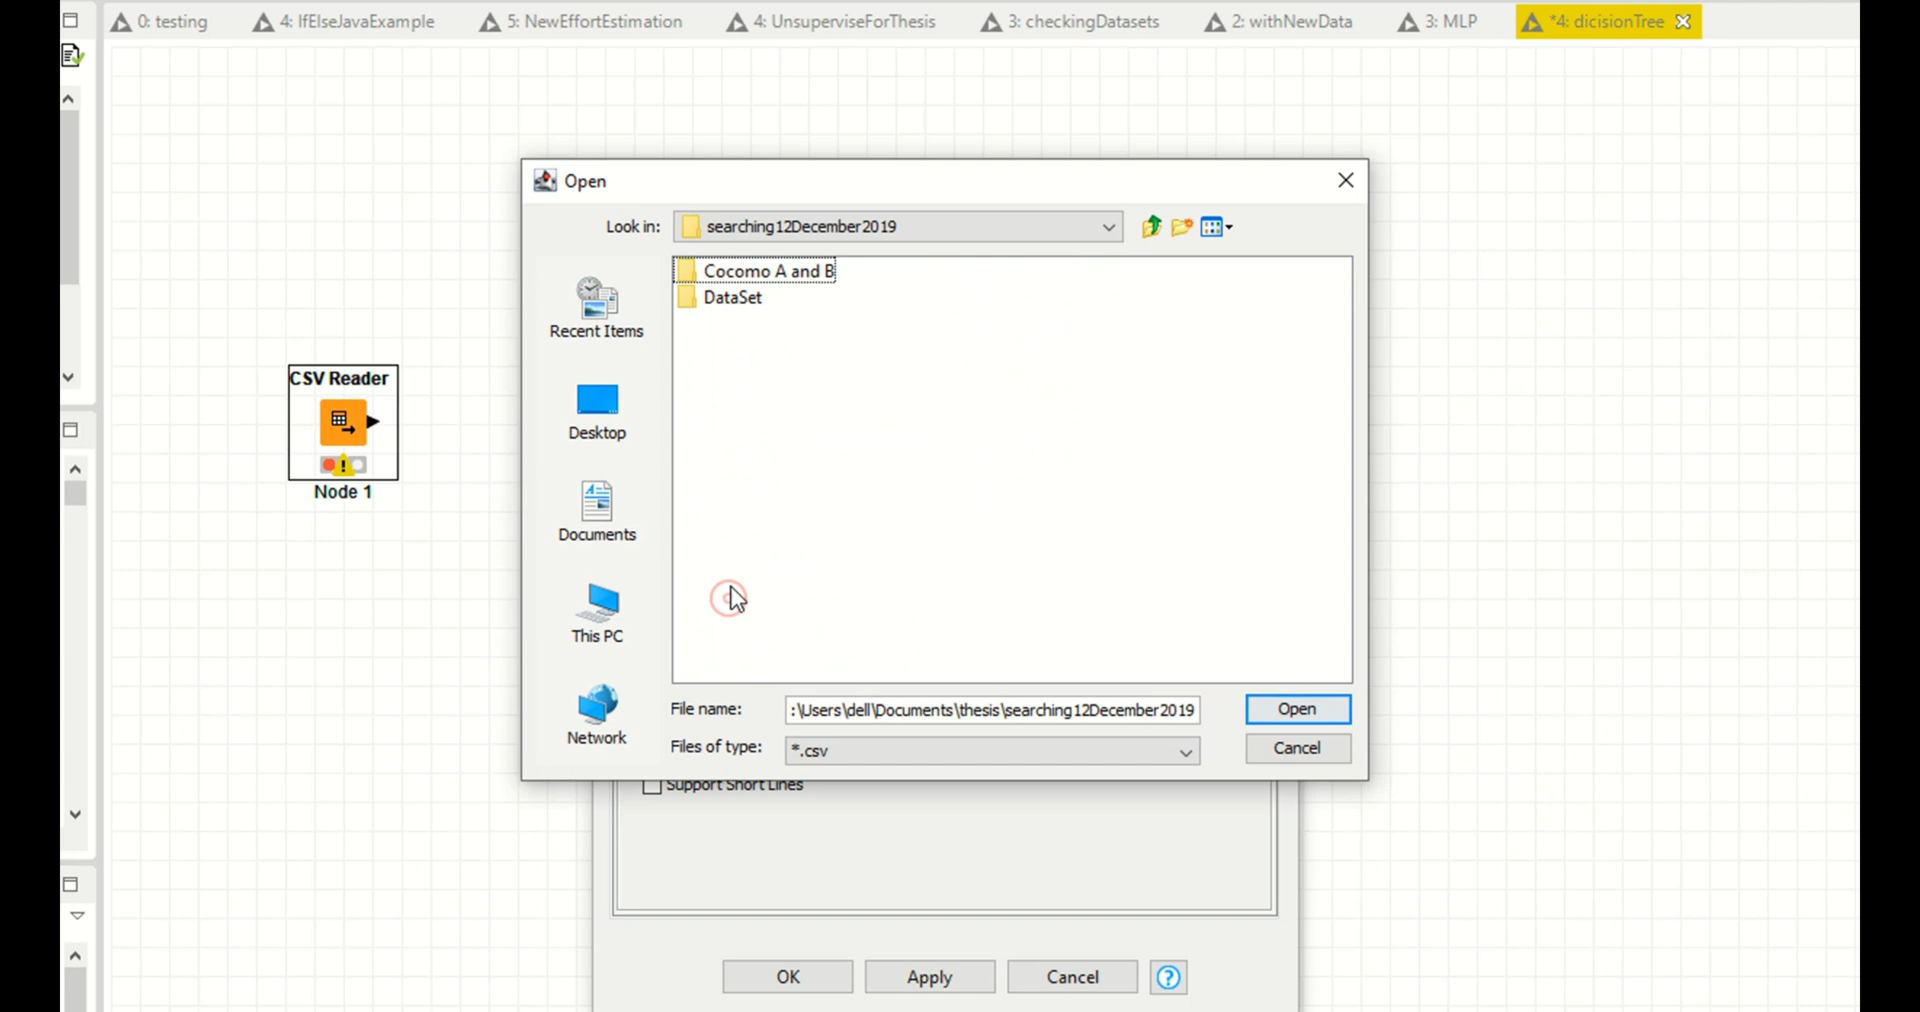 0: testing
4: IfElseJavaExample
5: NewEffortEstimation
4: UnsuperviseForThesis
3: checkingDatasets
2: withNewData
3: MLP
*4: dicisionTree
Open
Look in:
searching12December2019
Cocomo A and B
DataSet
Recent Items
Desktop
Documents
This PC
Network
CSV Reader
Node 1
File name:
:\Users\dell\Documents\thesis\searching12December2019
Open
Files of type:
*.csv
Cancel
Support Short Lines
OK
Apply
Cancel
?